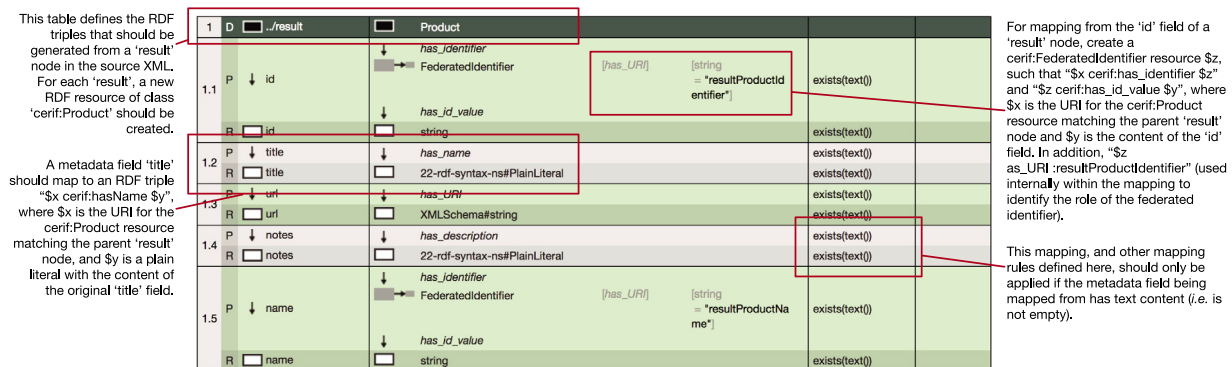 This table defines the RDF
triples that should be
generated from a ‘result’
node in the source XML.
For each ‘result’, a new
RDF resource of class
‘cerif:Product’ should be
created.
A metadata field ‘title’
should map to an RDF triple
“$x cerif:hasName $y”,
where $x is the URI for the
cerif:Product resource
matching the parent ‘result’
node, and $y is a plain
literal with the content of
the original ‘title’ field.
1 D ../result Product
has_identifier
FederatedIdentifier [has_URI] [string
= "resultProductId
entifier"]
1.1 P id exists(text())
has_id_value
R id string exists(text())
1.2 P title has_name exists(text())
R title 22-rdf-syntax-ns#PlainLiteral exists(text())
1.3 P url has_URI exists(text())
R url XMLSchema#string exists(text())
1.4 P notes has_description exists(text())
R notes 22-rdf-syntax-ns#PlainLiteral exists(text())
has_identifier
FederatedIdentifier [has_URI] [string
= "resultProductNa
me"]
1.5 P name exists(text())
has_id_value
R name string exists(text())
For mapping from the ‘id’ field of a
‘result’ node, create a
cerif:FederatedIdentifier resource $z,
such that “$x cerif:has_identifier $z”
and “$z cerif:has_id_value $y”, where
$x is the URI for the cerif:Product
resource matching the parent ‘result’
node and $y is the content of the ‘id’
field. In addition, “$z
as_URI :resultProductIdentifier” (used
internally within the mapping to
identify the role of the federated
identifier).
This mapping, and other mapping
rules defined here, should only be
applied if the metadata field being
mapped from has text content (i.e. is
not empty).